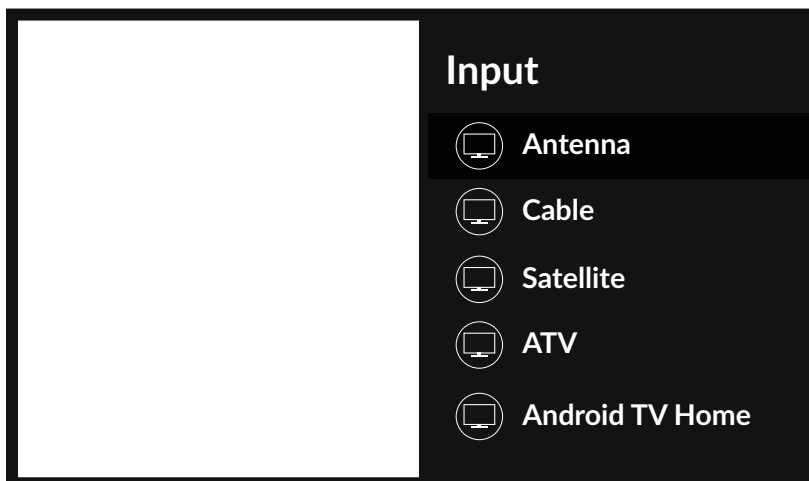 Input
Antenna
Cable
Satellite
ATV
Android TV Home